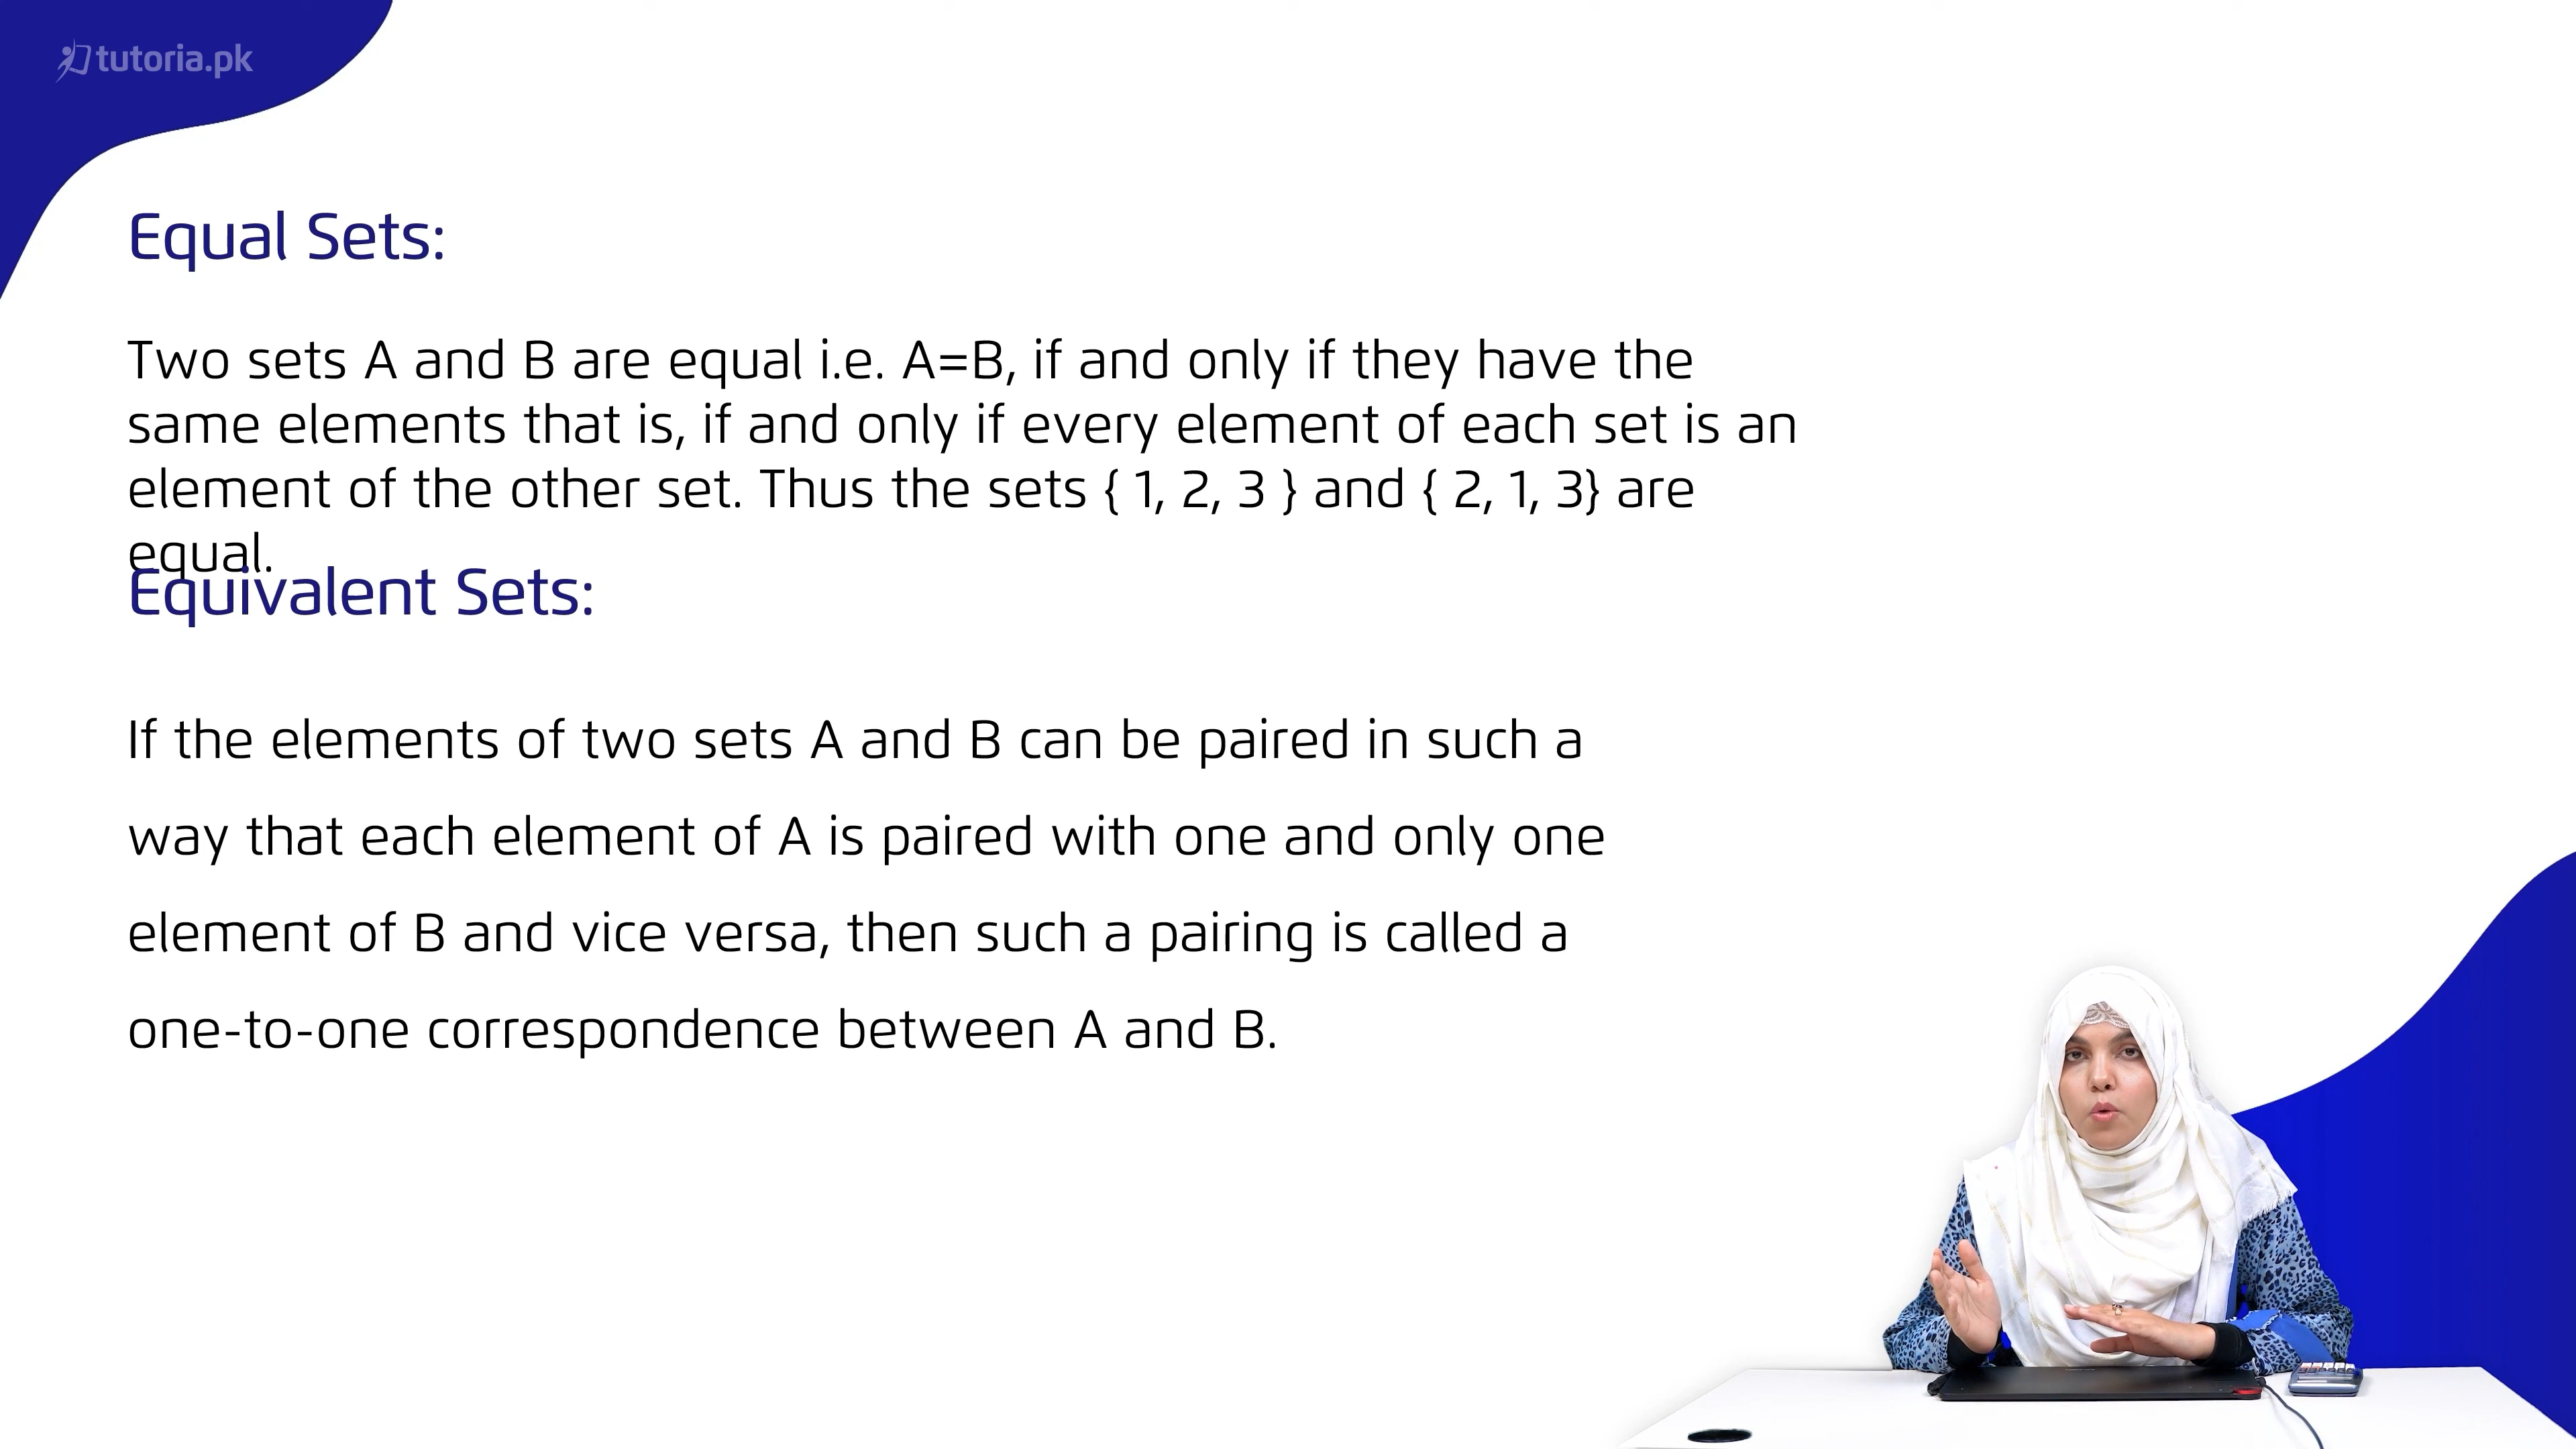 tutoria.pk
Equal Sets:
Two sets A and B are equal i.e. A=B, if and only if they have the
same elements that is, if and only if every element of each set is an
element of the other set. Thus the sets { 1, 2, 3 } and { 2, 1, 3} are
equal.
Equivalent Sets:
If the elements of two sets A and B can be paired in such a
way that each element of A is paired with one and only one
element of B and vice versa, then such a pairing is called a
one-to-one correspondence between A and B.